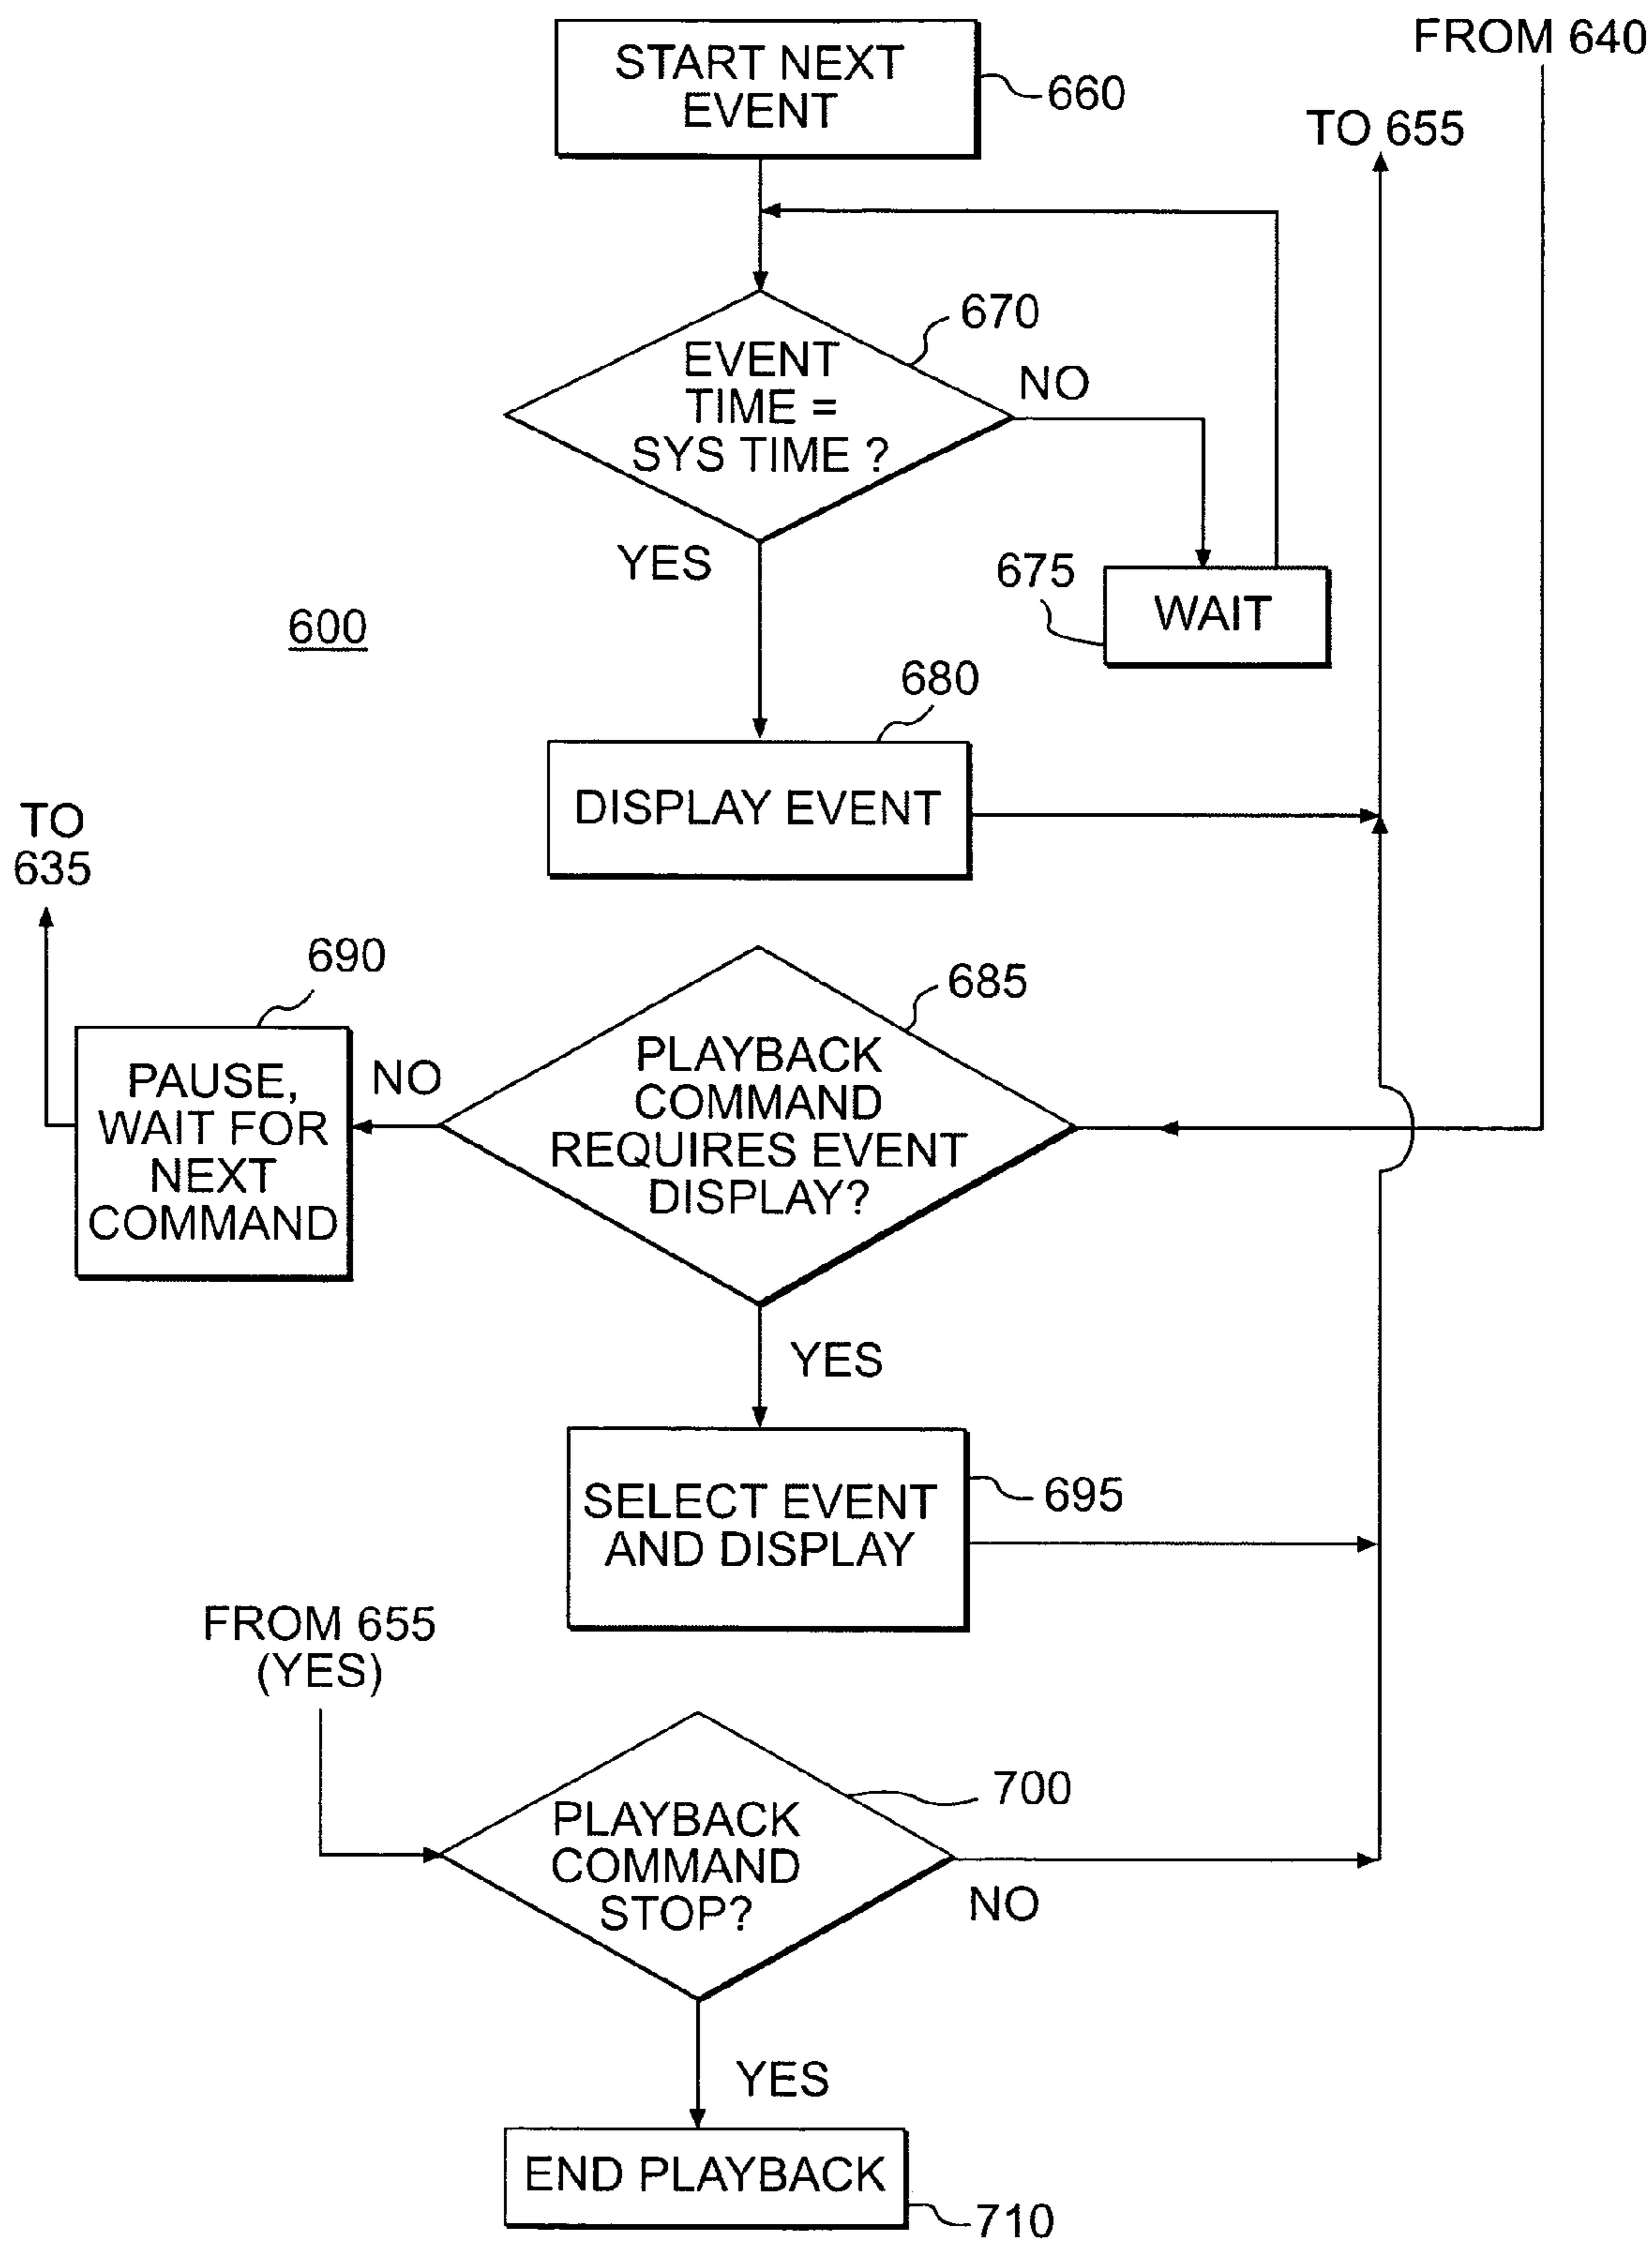 START NEXT
EVENT
660
FROM 640
TO 655
670
EVENT
TIME =
SYS TIME ?
NO
YES
675
WAIT
600
680
DISPLAY EVENT
TO
635
690
PAUSE,
WAIT FOR
NEXT
COMMAND
NO
685
PLAYBACK
COMMAND
REQUIRES EVENT
DISPLAY?
YES
SELECT EVENT
AND DISPLAY
695
FROM 655
(YES)
700
PLAYBACK
COMMAND
STOP?
NO
YES
END PLAYBACK
710